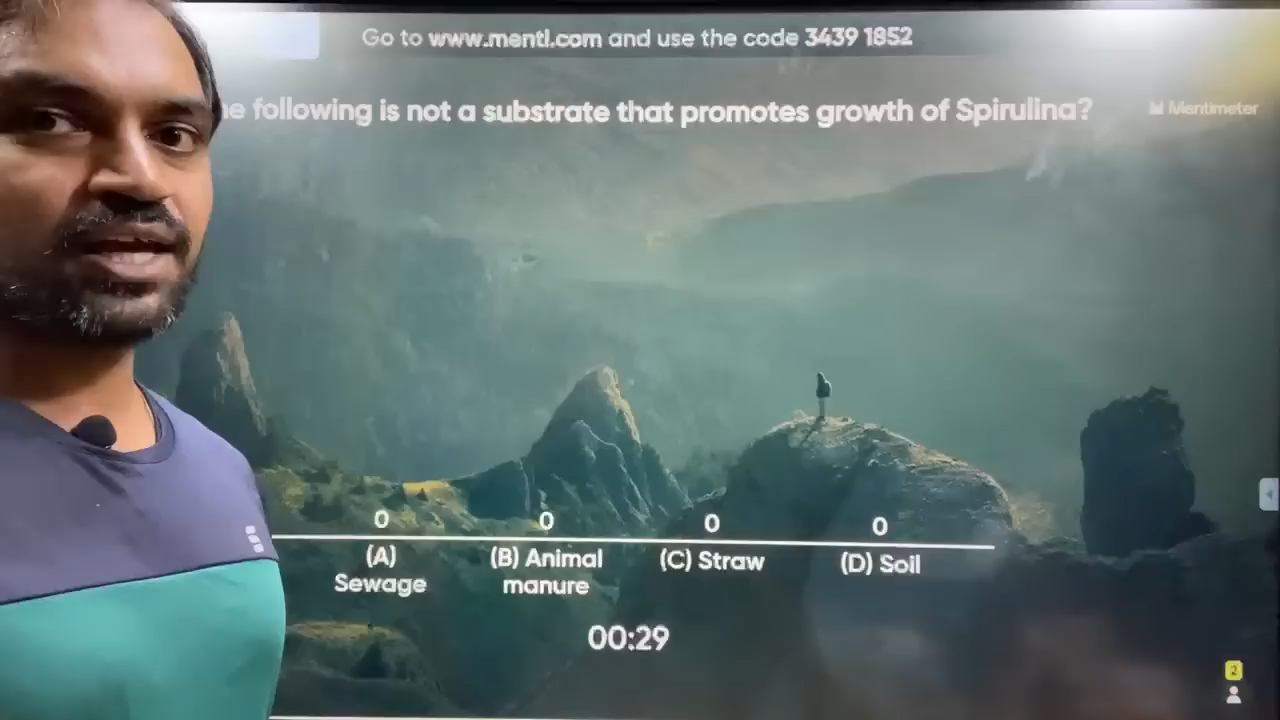 Go to www.menti.com and use the code 3439 1852
he following is not a substrate that promotes growth of Spirulina?
Mentimeter
0
0
0
0
(A) Sewage
(B) Animal manure
(C) Straw
(D) Soil
00:29
2